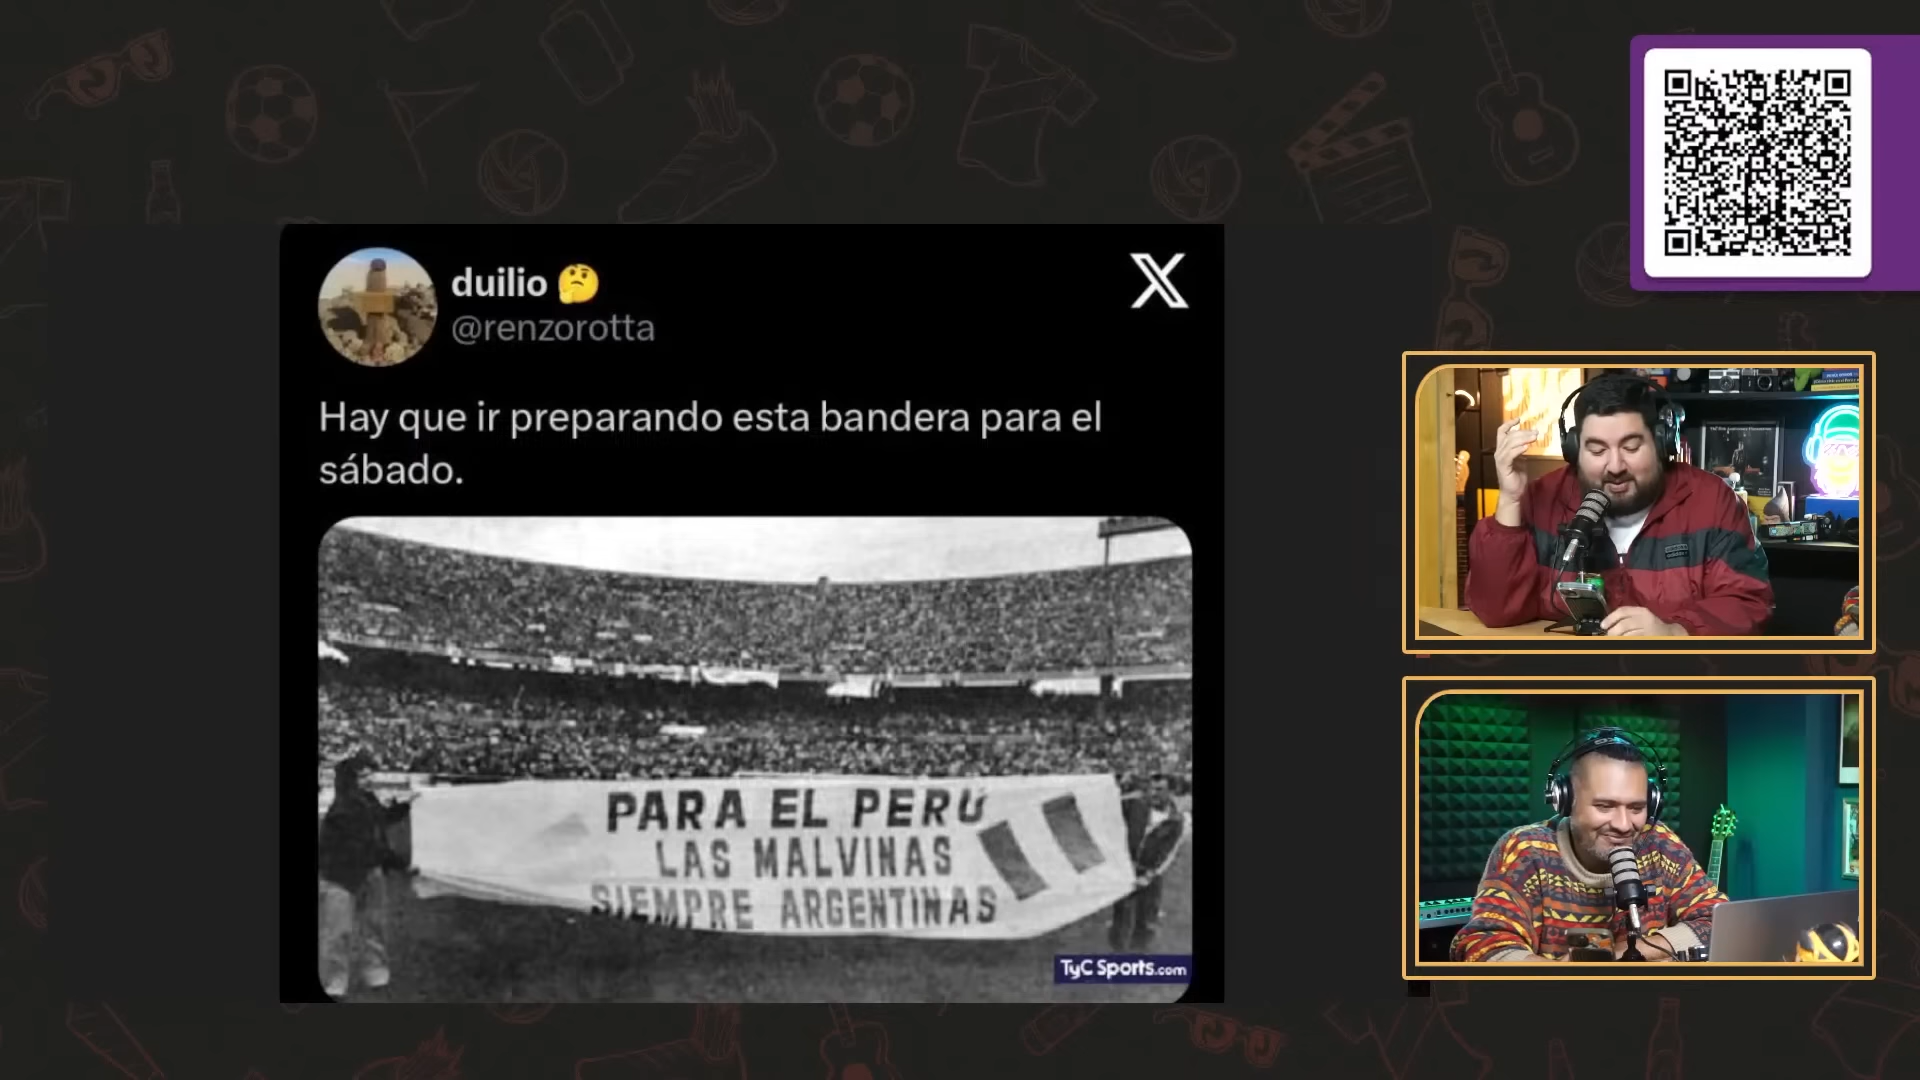 duilio 🤔
@renzorotta
Hay que ir preparando esta bandera para el
sábado.
PARA EL PERÚ
LAS MALVINAS
SIEMPRE ARGENTINAS
TyC Sports.com